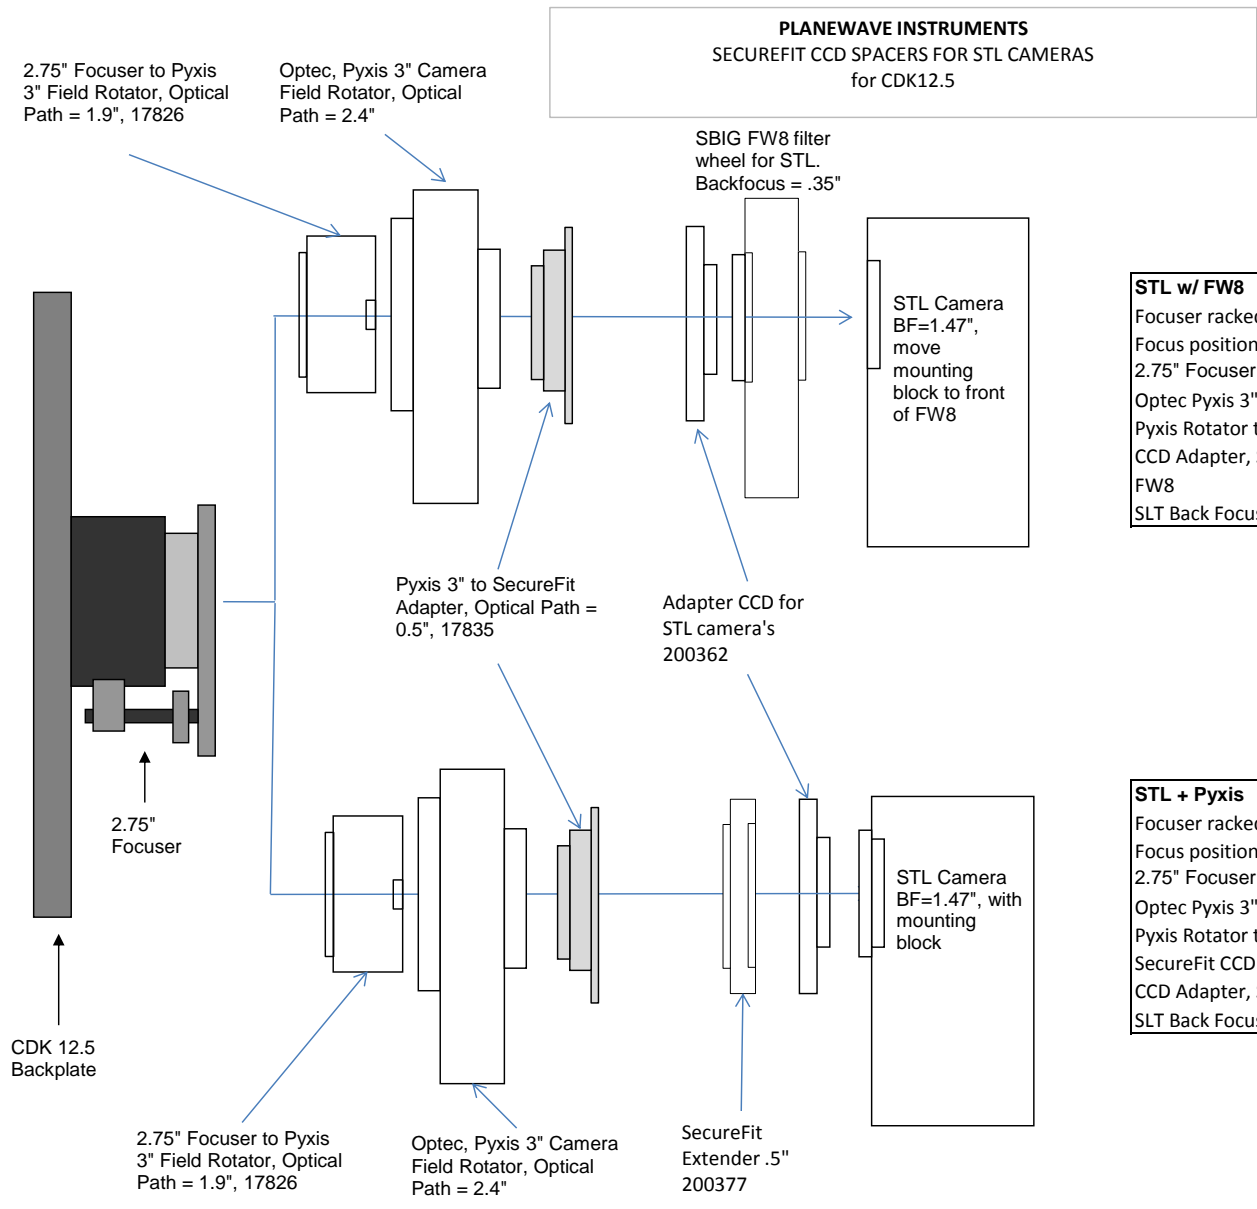 PLANEWAVE INSTRUMENTS
SECUREFIT CCD SPACERS FOR STL CAMERAS
for CDK12.5
2.75" Focuser to Pyxis
3" Field Rotator, Optical
Path = 1.9", 17826
Optec, Pyxis 3" Camera
Field Rotator, Optical
Path = 2.4"
SBIG FW8 filter
wheel for STL.
Backfocus = .35"
STL Camera
BF=1.47",
move
mounting
block to front
of FW8
STL w/ FW8
Focuser racked
Focus position
2.75" Focuser
Optec Pyxis 3"
Pyxis Rotator t
CCD Adapter,
FW8
SLT Back Focus
Pyxis 3" to SecureFit
Adapter, Optical Path =
0.5", 17835
Adapter CCD for
STL camera's
200362
2.75"
Focuser
STL Camera
BF=1.47", with
mounting
block
STL + Pyxis
Focuser racked
Focus position
2.75" Focuser
Optec Pyxis 3"
Pyxis Rotator t
SecureFit CCD
CCD Adapter,
SLT Back Focus
CDK 12.5
Backplate
2.75" Focuser to Pyxis
3" Field Rotator, Optical
Path = 1.9", 17826
Optec, Pyxis 3" Camera
Field Rotator, Optical
Path = 2.4"
SecureFit
Extender .5"
200377